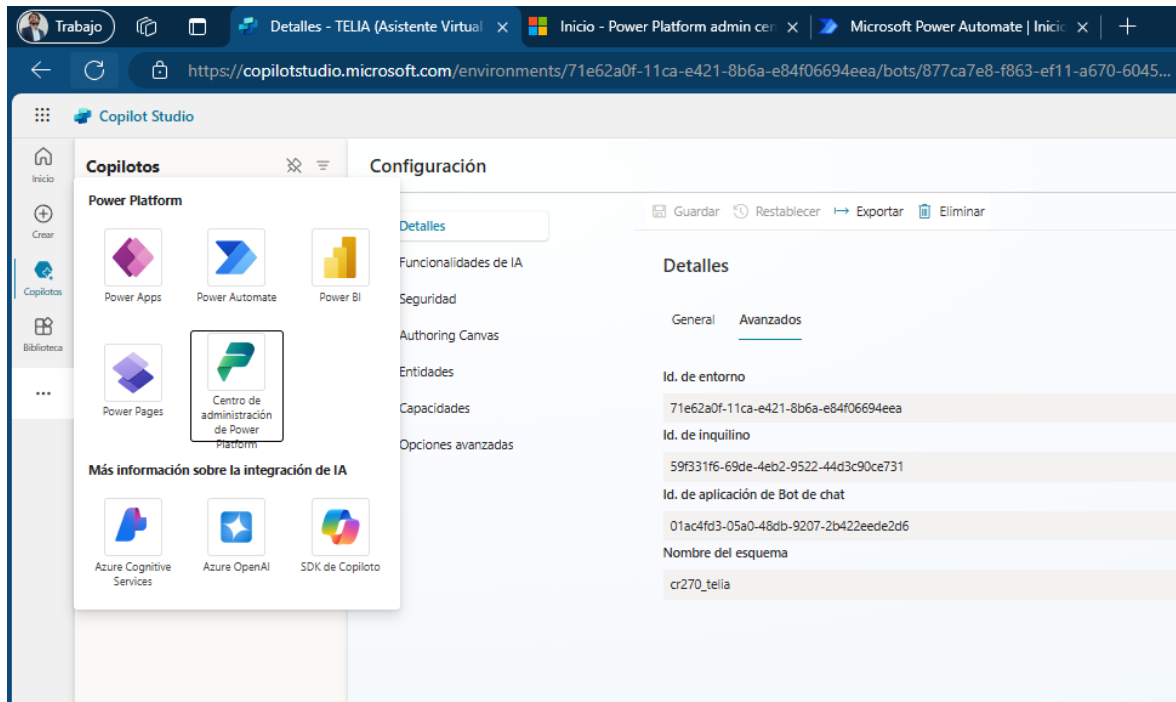 Trabajo
Detalles - TELIA (Asistente Virtual
Inicio - Power Platform admin cen
Microsoft Power Automate | Inicio
https://copilotstudio.microsoft.com/environments/71e62a0f-11ca-e421-8b6a-e84f06694eea/bots/877ca7e8-f863-ef11-a670-6045...
Copilot Studio
Inicio
Crear
Copilotos
Biblioteca
Copilotos
Power Platform
Power Apps
Power Automate
Power BI
Power Pages
Centro de
administración
de Power
Platform
Más información sobre la integración de IA
Azure Cognitive
Services
Azure OpenAI
SDK de Copiloto
Configuración
Detalles
Funcionalidades de IA
Seguridad
Authoring Canvas
Entidades
Capacidades
Opciones avanzadas
Guardar
Restablecer
Exportar
Eliminar
Detalles
General
Avanzados
Id. de entorno
71e62a0f-11ca-e421-8b6a-e84f06694eea
Id. de inquilino
59f331f6-69de-4eb2-9522-44d3c90ce731
Id. de aplicación de Bot de chat
01ac4fd3-05a0-48db-9207-2b422eede2d6
Nombre del esquema
cr270_telia